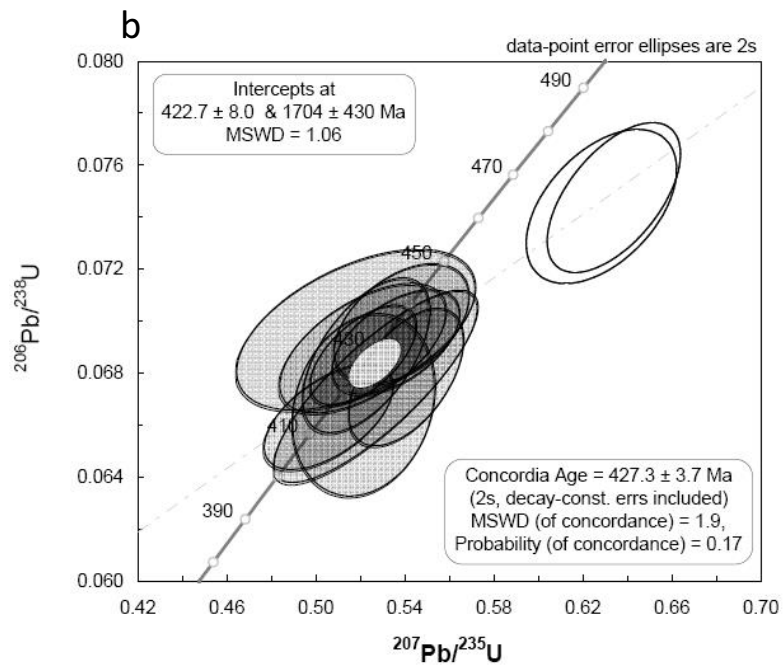 b
data-point error ellipses are 2s
0.080
Intercepts at
422.7 ± 8.0 & 1704 ± 430 Ma
MSWD = 1.06
490
0.076
470
0.072
450
²⁰⁶Pb/²³⁸U
430
0.068
410
0.064
Concordia Age = 427.3 ± 3.7 Ma
(2s, decay-const. errs included)
MSWD (of concordance) = 1.9,
Probability (of concordance) = 0.17
390
0.060
0.42 0.46 0.50 0.54 0.58 0.62 0.66 0.70
²⁰⁷Pb/²³⁵U